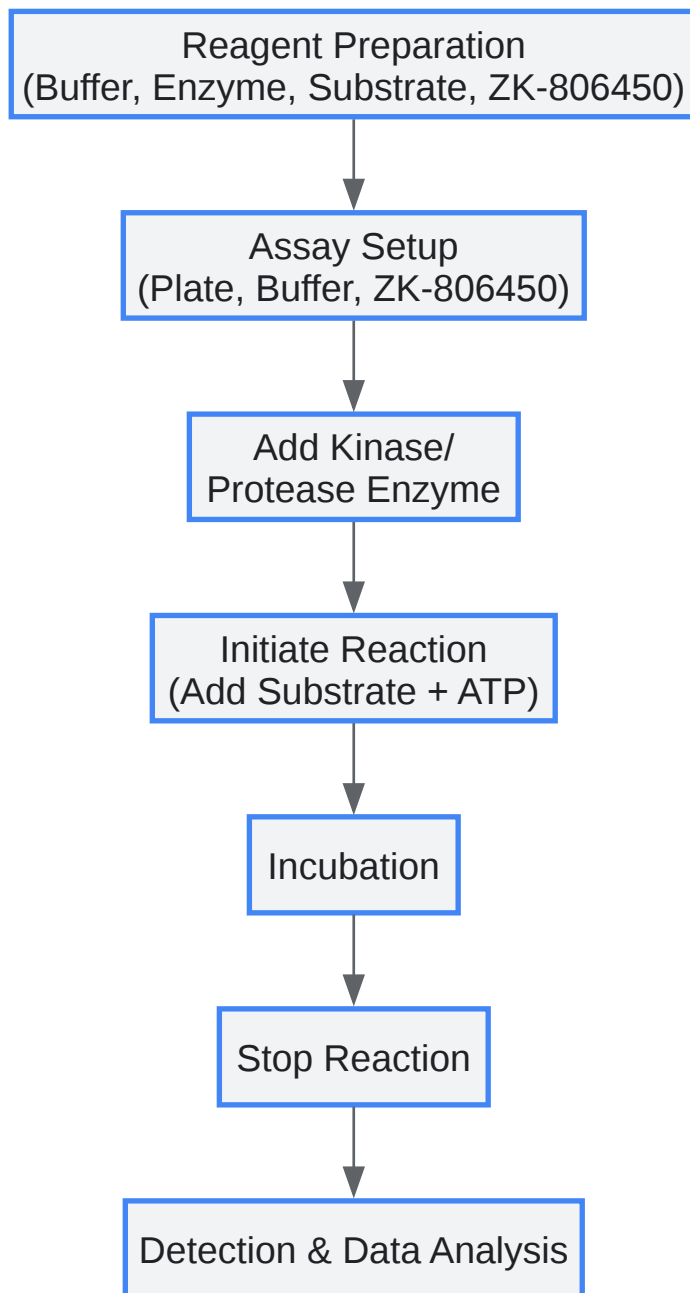 Reagent Preparation
(Buffer, Enzyme, Substrate, ZK-806450)
Assay Setup
(Plate, Buffer, ZK-806450)
Add Kinase/
Protease Enzyme
Initiate Reaction
(Add Substrate + ATP)
Incubation
Stop Reaction
Detection & Data Analysis